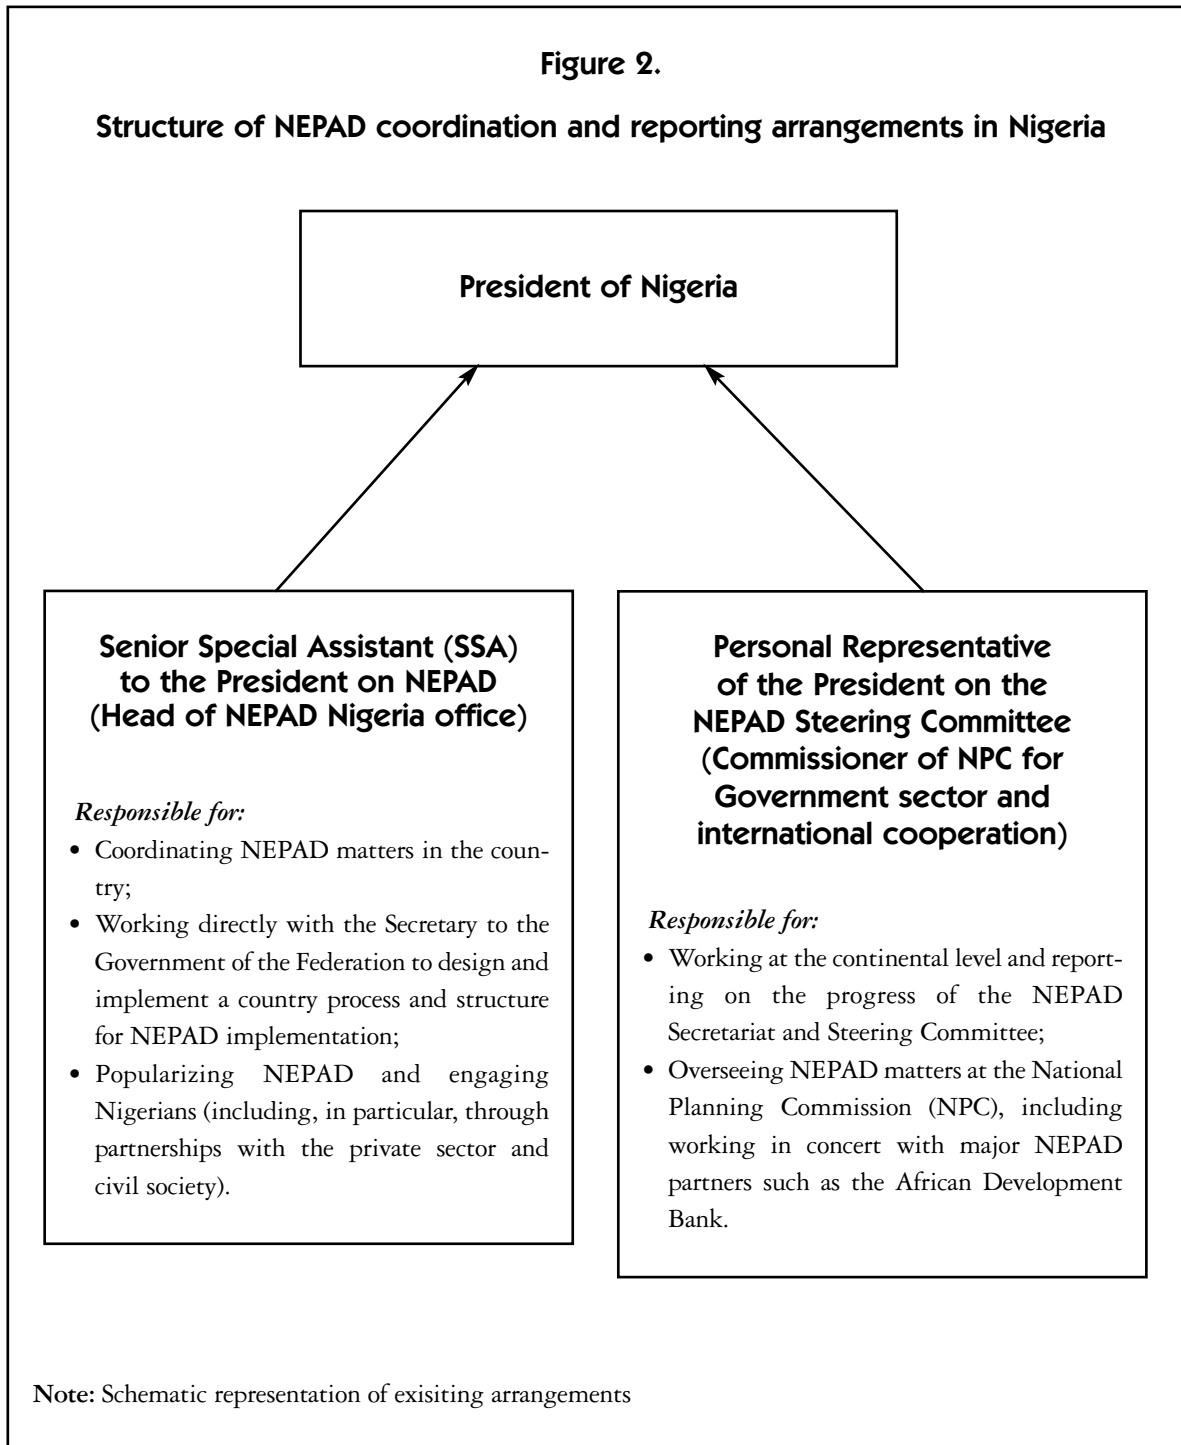 Figure 2.
Structure of NEPAD coordination and reporting arrangements in Nigeria
President of Nigeria
Senior Special Assistant (SSA)
to the President on NEPAD
(Head of NEPAD Nigeria office)
Responsible for:
• Coordinating NEPAD matters in the coun-
try;
• Working directly with the Secretary to the
Government of the Federation to design and
implement a country process and structure
for NEPAD implementation;
• Popularizing NEPAD and engaging
Nigerians (including, in particular, through
partnerships with the private sector and
civil society).
Personal Representative
of the President on the
NEPAD Steering Committee
(Commissioner of NPC for
Government sector and
international cooperation)
Responsible for:
• Working at the continental level and report-
ing on the progress of the NEPAD
Secretariat and Steering Committee;
• Overseeing NEPAD matters at the National
Planning Commission (NPC), including
working in concert with major NEPAD
partners such as the African Development
Bank.
Note: Schematic representation of exisiting arrangements